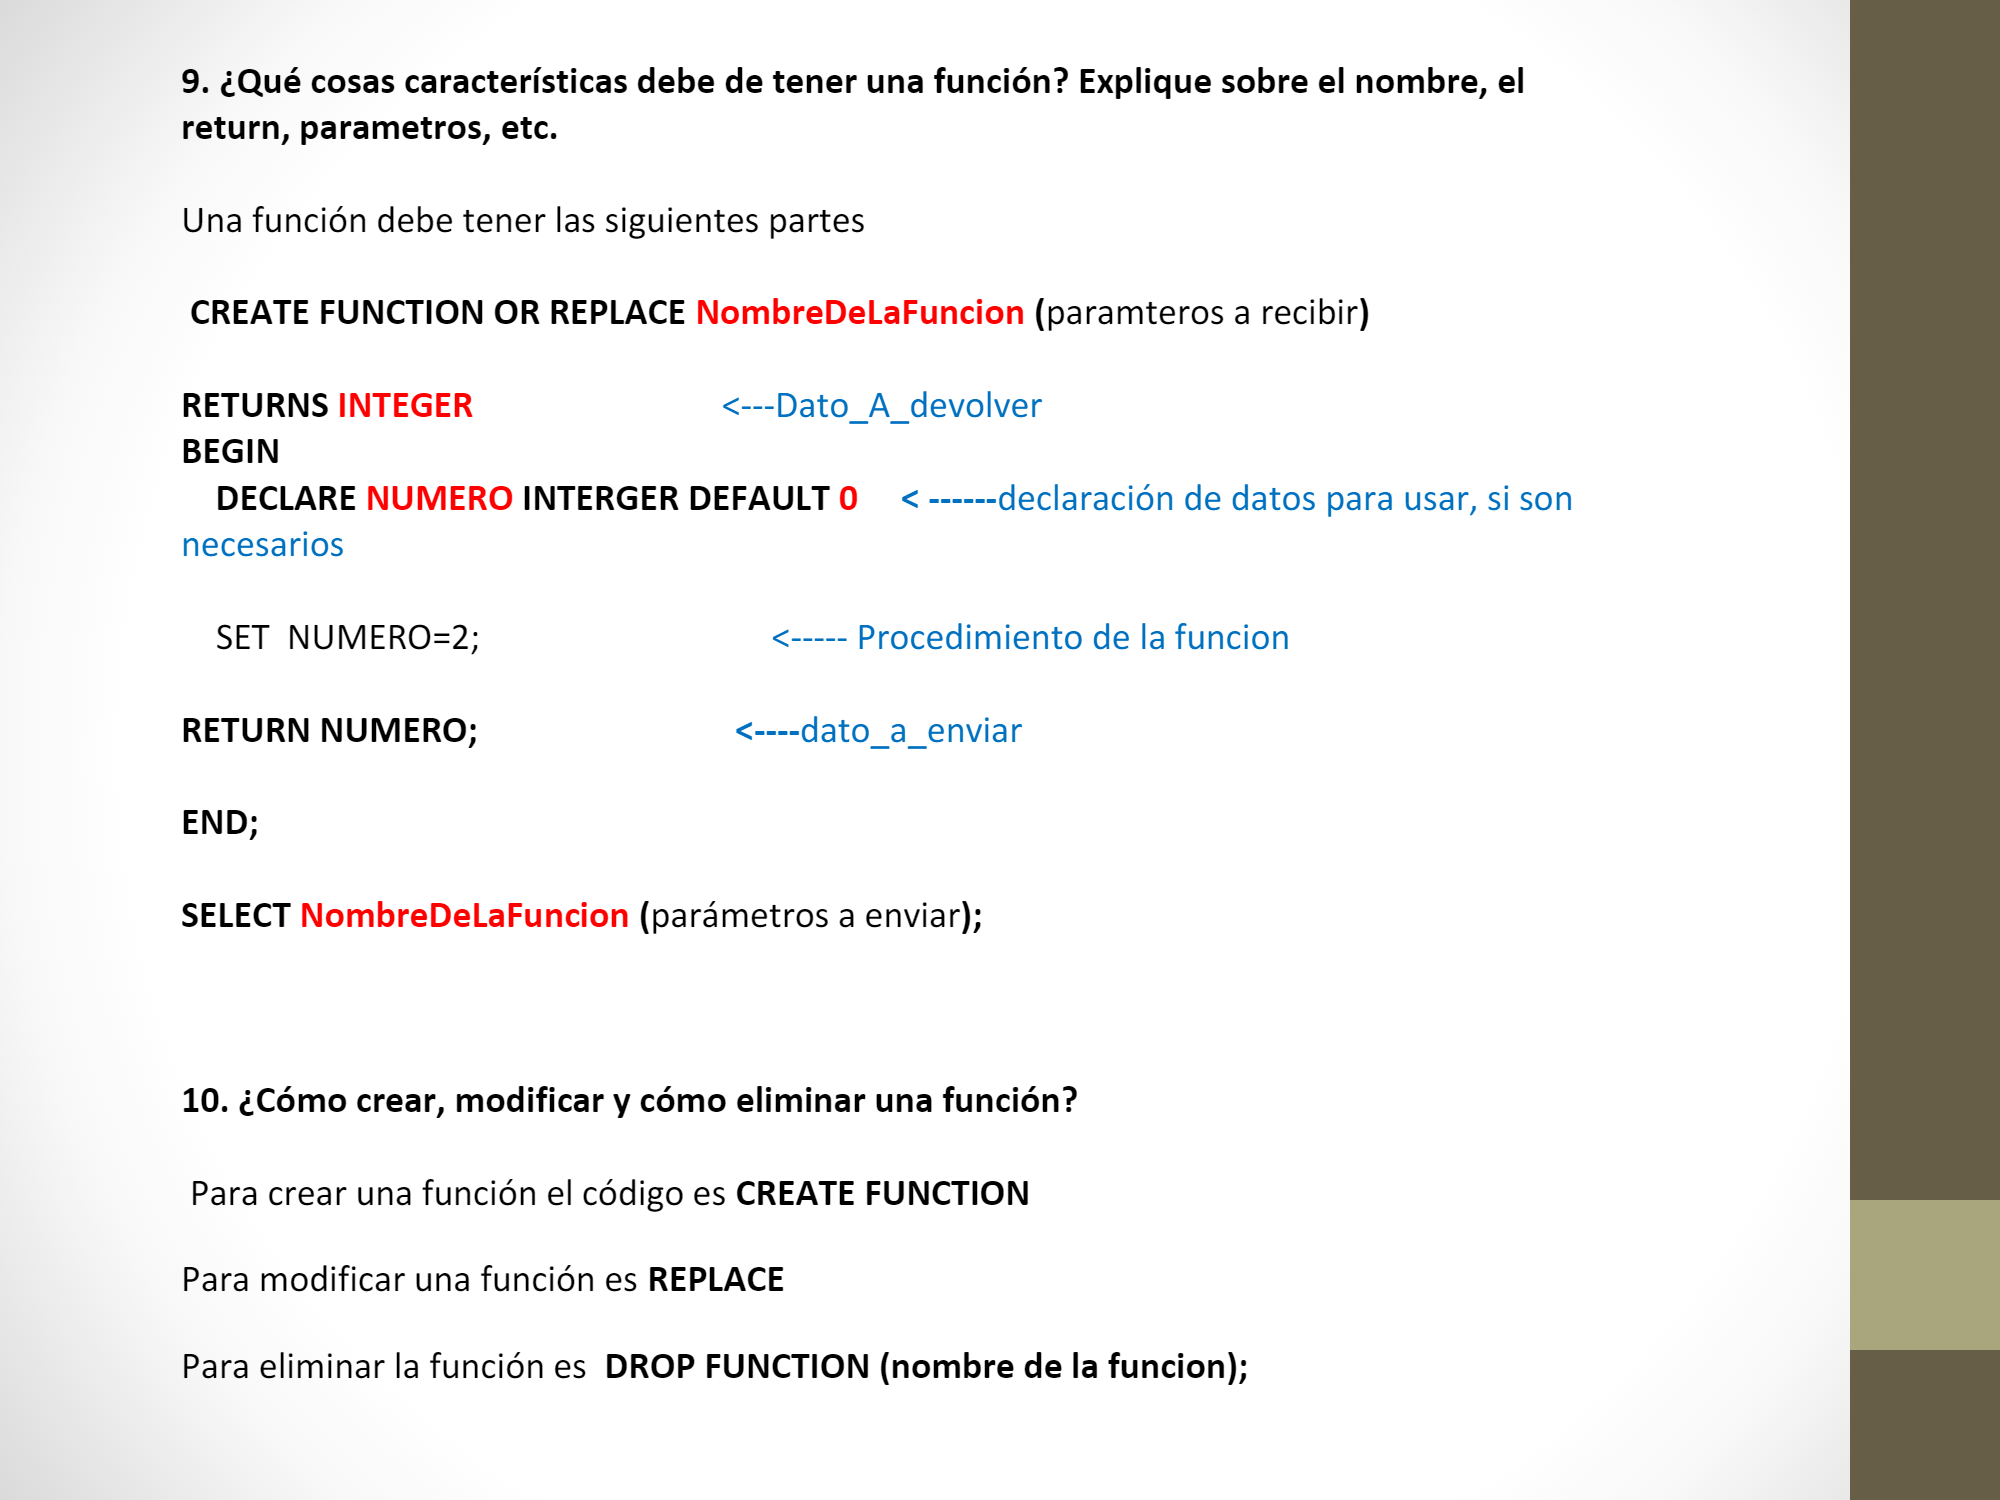 9. ¿Qué cosas características debe de tener una función? Explique sobre el nombre, el
return, parametros, etc.
Una función debe tener las siguientes partes
CREATE FUNCTION OR REPLACE NombreDeLaFuncion (paramteros a recibir)
RETURNS INTEGER <---Dato_A_devolver
BEGIN
DECLARE NUMERO INTERGER DEFAULT 0 < ------declaración de datos para usar, si son
necesarios
SET NUMERO=2; <----- Procedimiento de la funcion
RETURN NUMERO; <----dato_a_enviar
END;
SELECT NombreDeLaFuncion (parámetros a enviar);
10. ¿Cómo crear, modificar y cómo eliminar una función?
Para crear una función el código es CREATE FUNCTION
Para modificar una función es REPLACE
Para eliminar la función es DROP FUNCTION (nombre de la funcion);